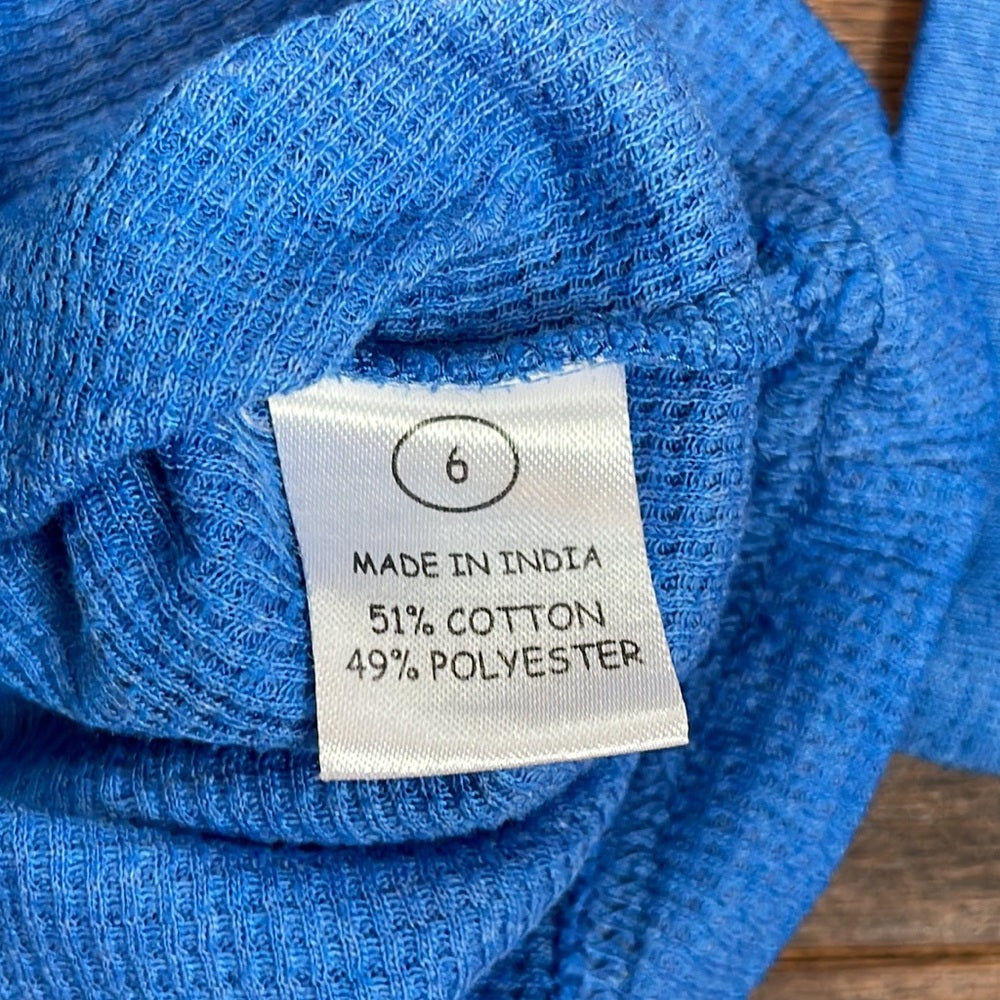 6
MADE IN INDIA
51% COTTON
49% POLYESTER